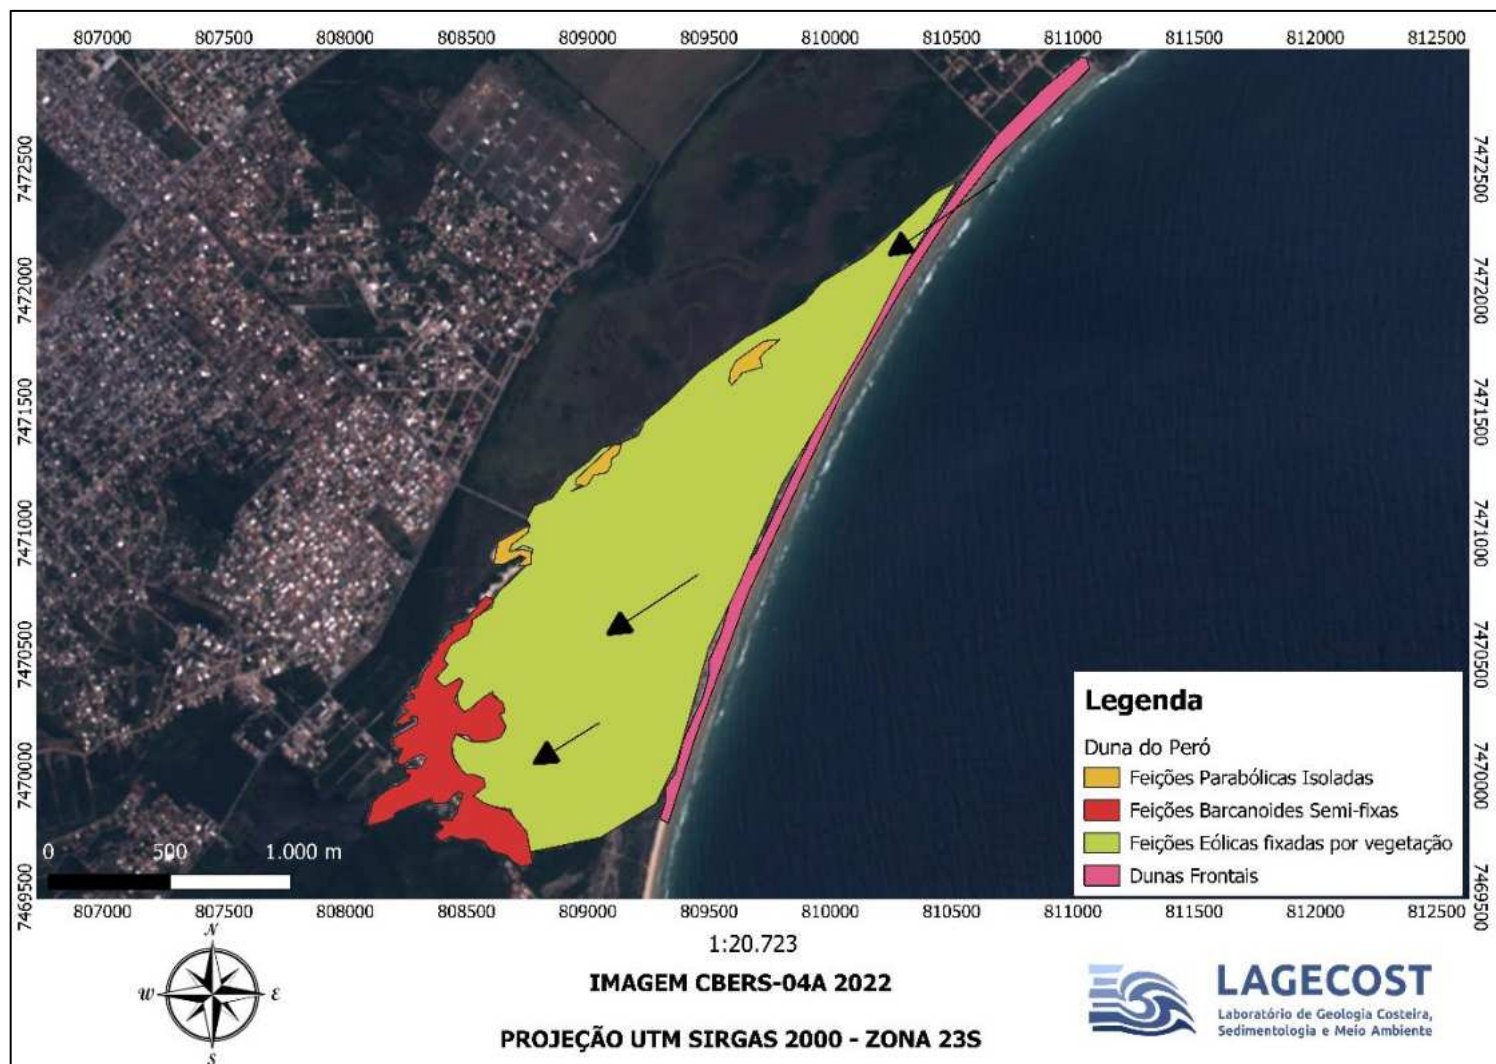 807000 807500 808000 808500 809000 809500 810000 810500 811000 811500 812000 812500
7472500 7472500
7472000 7472000
7471500 7471500
7471000 7471000
7470500 7470500
7470000 7470000
7469500 7469500
Legenda
Duna do Peró
Feições Parabólicas Isoladas
Feições Barcanoides Semi-fixas
Feições Eólicas fixadas por vegetação
Dunas Frontais
0 500 1.000 m
807000 807500 808000 808500 809000 809500 810000 810500 811000 811500 812000 812500
N
W E
S
1:20.723
IMAGEM CBERS-04A 2022
PROJEÇÃO UTM SIRGAS 2000 - ZONA 23S
LAGECOST
Laboratório de Geologia Costeira,
Sedimentologia e Meio Ambiente